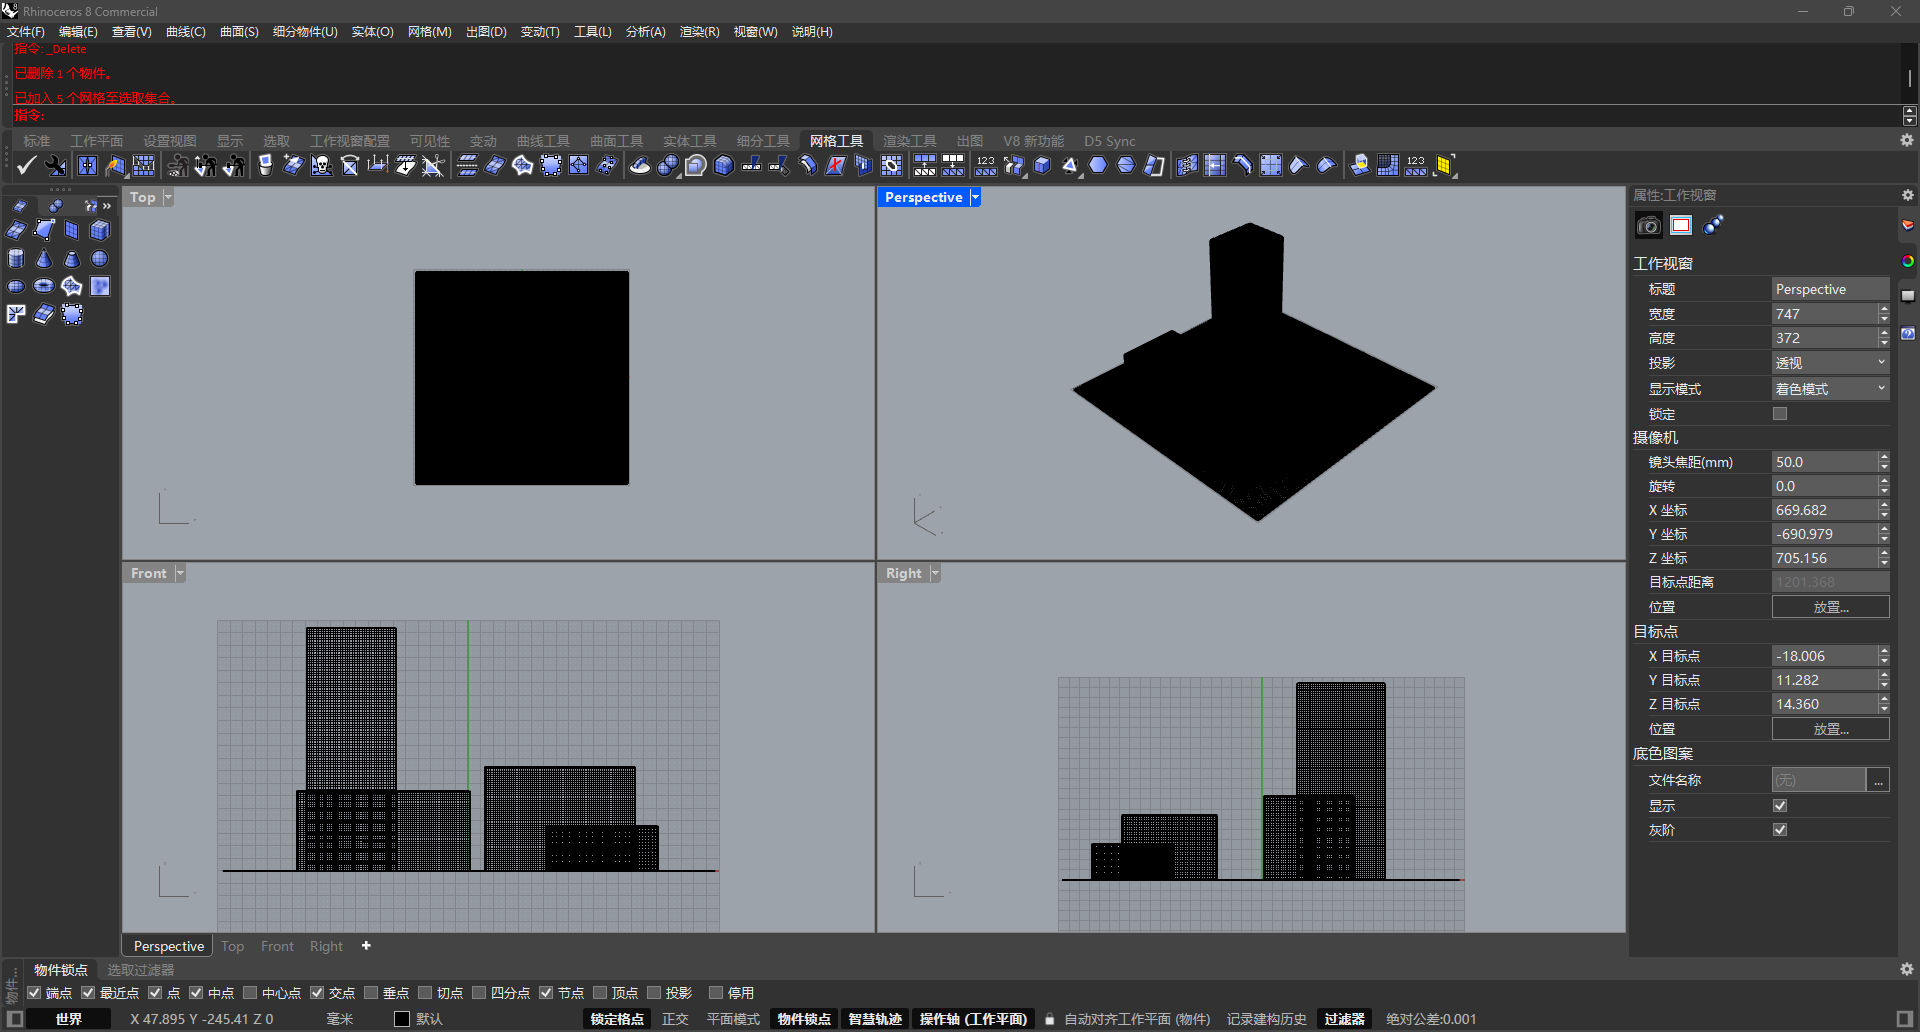 Rhinoceros 8 Commercial
文件(F) 编辑(E) 查看(V) 曲线(C) 曲面(S) 细分物件(U) 实体(O) 网格(M) 出图(D) 变动(T) 工具(L) 分析(A) 渲染(R) 视窗(W) 说明(H)
指令: _Delete
已删除 1 个物件。
已加入 5 个网格至选取集合。
指令:
标准 工作平面 设置视图 显示 选取 工作视窗配置 可见性 变动 曲线工具 曲面工具 实体工具 细分工具 网格工具 渲染工具 出图 V8 新功能 D5 Sync
123 123
Top
Perspective
属性:工作视窗
工作视窗
标题 Perspective
宽度 747
高度 372
投影 透视
显示模式 着色模式
锁定
摄像机
镜头焦距(mm) 50.0
旋转 0.0
X 坐标 669.682
Y 坐标 -690.979
Z 坐标 705.156
目标点距离 1201.368
位置 放置...
目标点
X 目标点 -18.006
Y 目标点 11.282
Z 目标点 14.360
位置 放置...
底色图案
文件名称 (无) ...
显示
灰阶
Front
Right
Perspective Top Front Right
物件锁点 选取过滤器
物件...
端点 最近点 点 中点 中心点 交点 垂点 切点 四分点 节点 顶点 投影 停用
世界 X 47.895 Y -245.41 Z 0 毫米 默认 锁定格点 正交 平面模式 物件锁点 智慧轨迹 操作轴 (工作平面) 自动对齐工作平面 (物件) 记录建构历史 过滤器 绝对公差:0.001